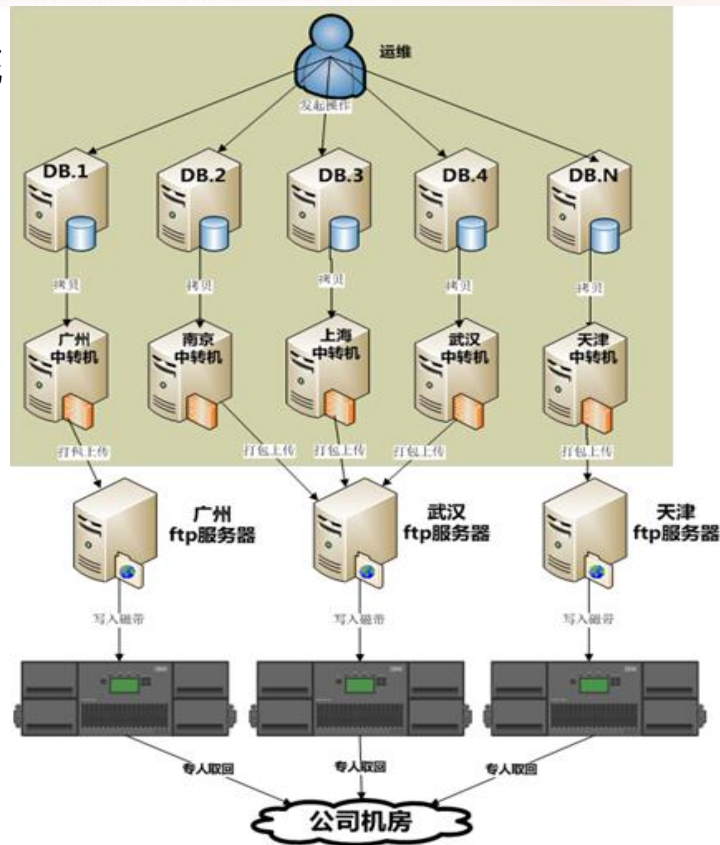 运维
发起操作
DB.1
DB.2
DB.3
DB.4
DB.N
拷贝
拷贝
拷贝
拷贝
拷贝
广州
中转机
南京
中转机
上海
中转机
武汉
中转机
天津
中转机
打包上传
打包上传
打包上传
打包上传
打包上传
广州
ftp服务器
武汉
ftp服务器
天津
ftp服务器
写入磁带
写入磁带
写入磁带
专人取回
专人取回
专人取回
公司机房